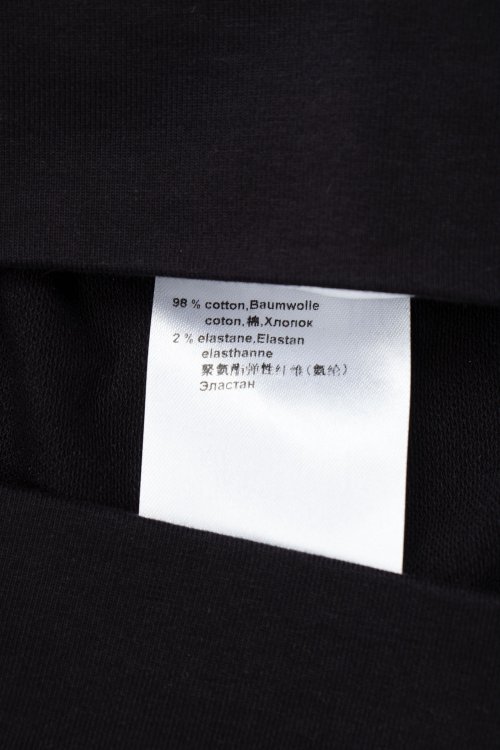 98 % cotton,Baumwolle
coton,棉,Хлопок
2 % elastane,Elastan
elasthanne
聚氨酯弹性纤维(氨纶)
Эластан